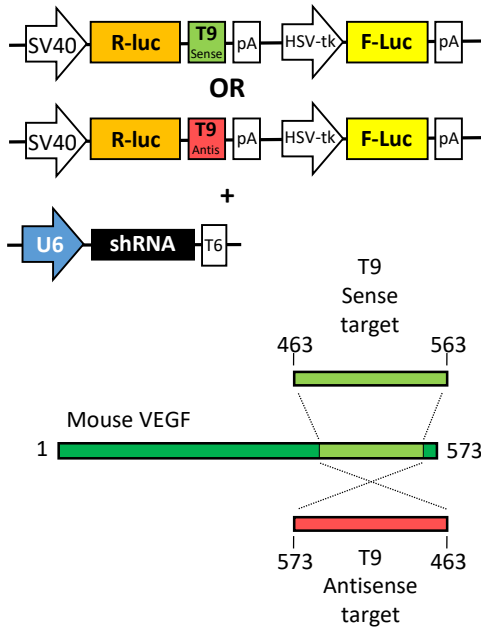 SV40 R-luc T9 Sense pA HSV-tk F-Luc pA
OR
SV40 R-luc T9 Antis pA HSV-tk F-Luc pA
+
U6 shRNA T6
T9
Sense
target
463 563
Mouse VEGF
1 573
573 463
T9
Antisense
target